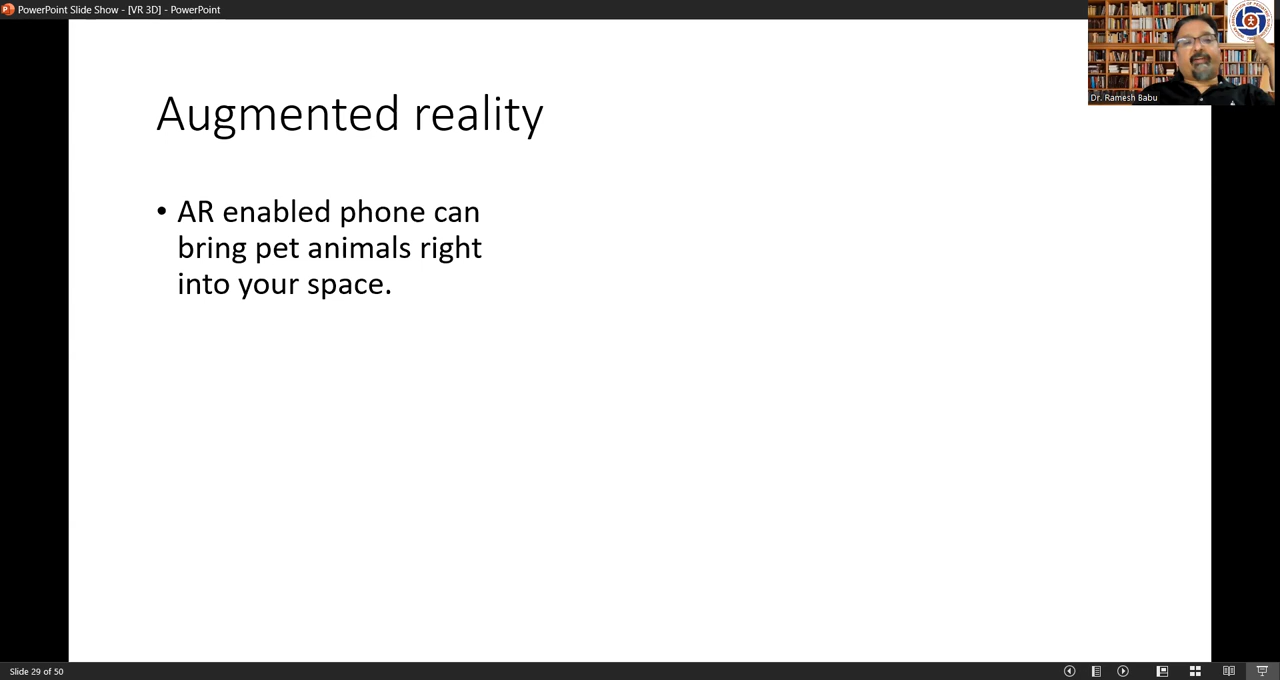 PowerPoint Slide Show - [VR 3D] - PowerPoint
Dr. Ramesh Babu
Augmented reality
• AR enabled phone can
bring pet animals right
into your space.
Slide 29 of 50